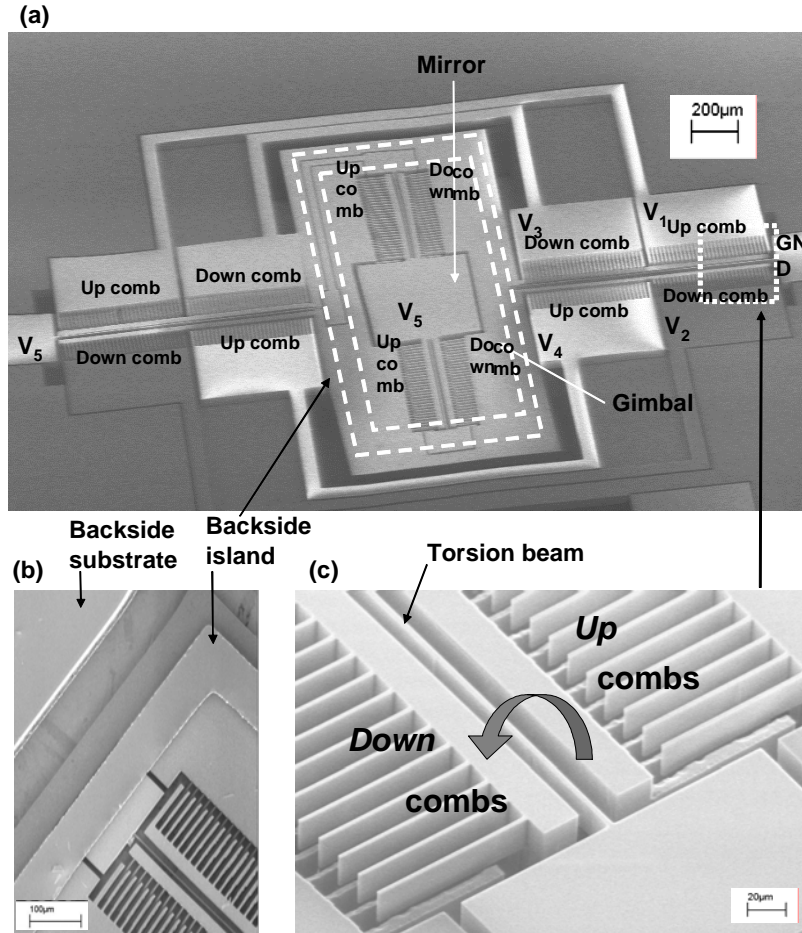 (a)
Mirror
200µm
Up
co
mb
Do
wn
co
mb
V3
Down comb
V1
Up comb
GN
D
Up comb
Down comb
V5
Down comb
Up comb
V5
Up comb
V4
Down comb
V2
Up
co
mb
Do
wn
co
mb
Gimbal
Backside
substrate
Backside
island
Torsion beam
(b)
(c)
100µm
Up
combs
Down
combs
20µm